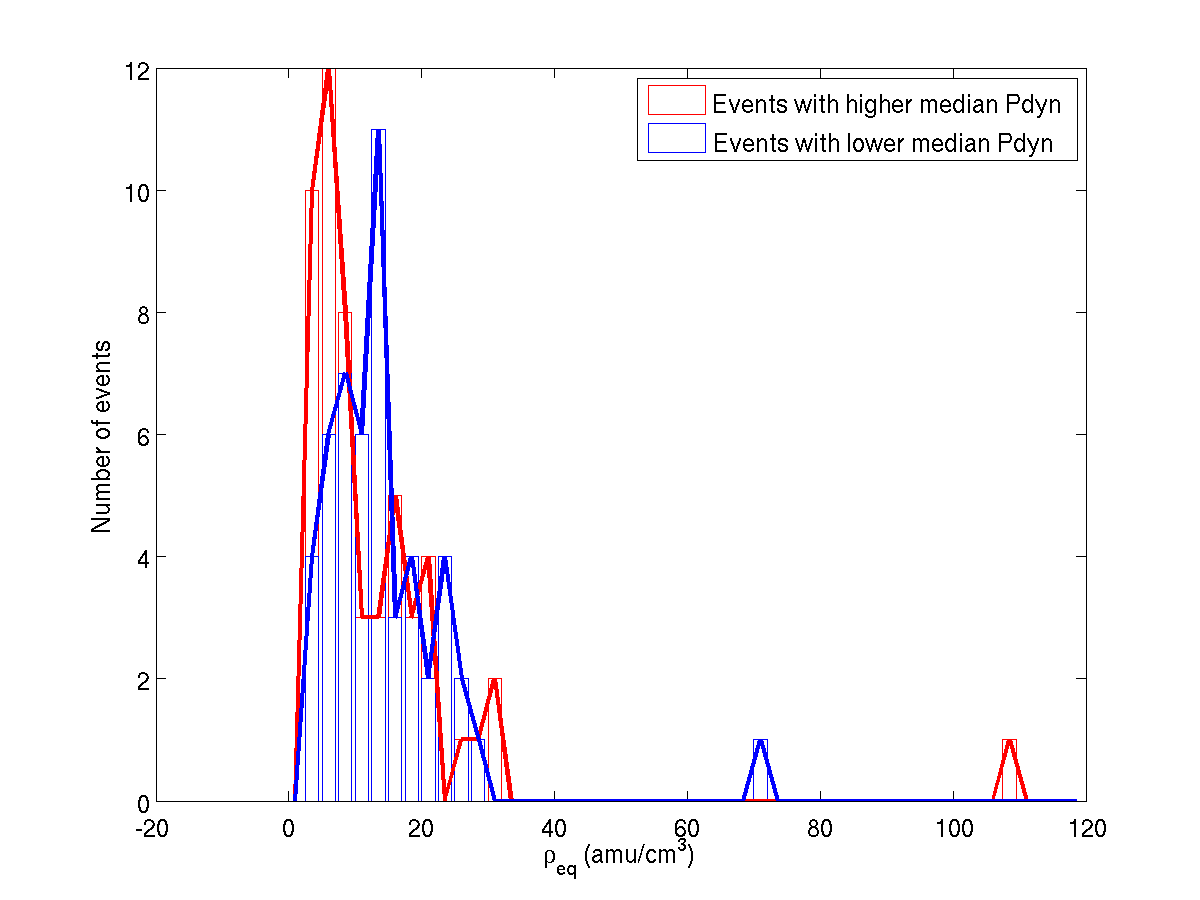 12
10
8
6
4
2
0
Number of events
Events with higher median Pdyn
Events with lower median Pdyn
-20 0 20 40 60 80 100 120
ρeq (amu/cm3)